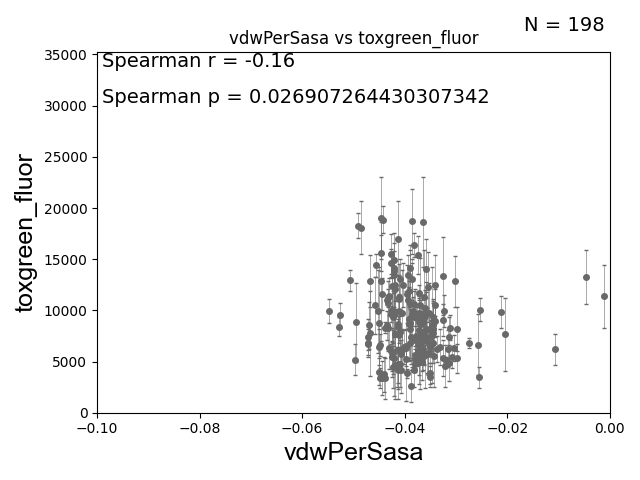 N = 198
vdwPerSasa vs toxgreen_fluor
Spearman r = -0.16
Spearman p = 0.026907264430307342
35000
30000
25000
20000
15000
10000
5000
0
toxgreen_fluor
−0.10
−0.08
−0.06
−0.04
−0.02
0.00
vdwPerSasa